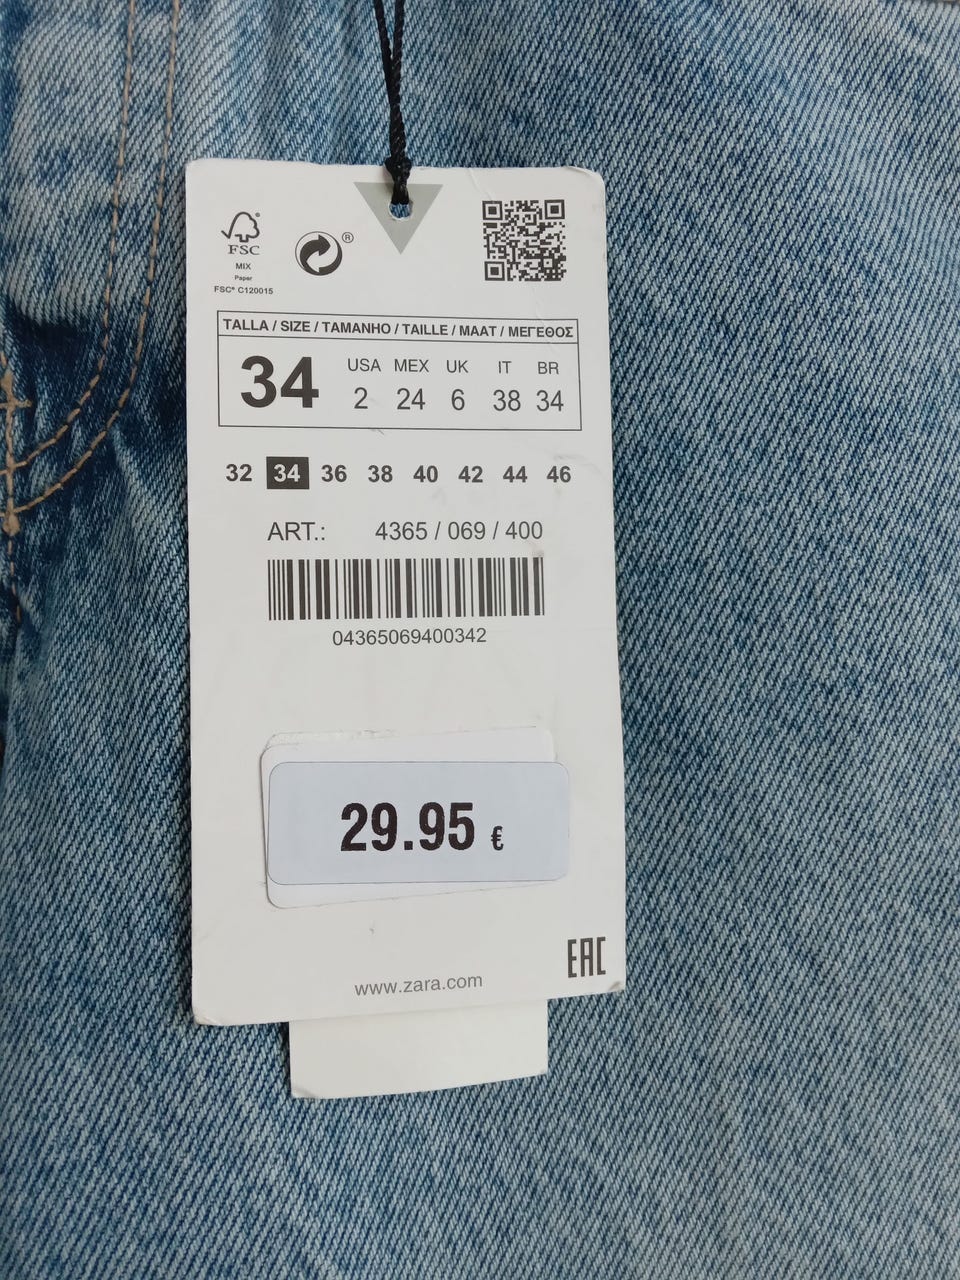 FSC®
MIX
Paper
FSC® C120015
®
TALLA / SIZE / TAMANHO / TAILLE / MAAT / ΜΕΓΕΘΟΣ
34
USA MEX UK IT BR
2 24 6 38 34
32 34 36 38 40 42 44 46
ART.: 4365 / 069 / 400
04365069400342
29.95 €
EAC
www.zara.com